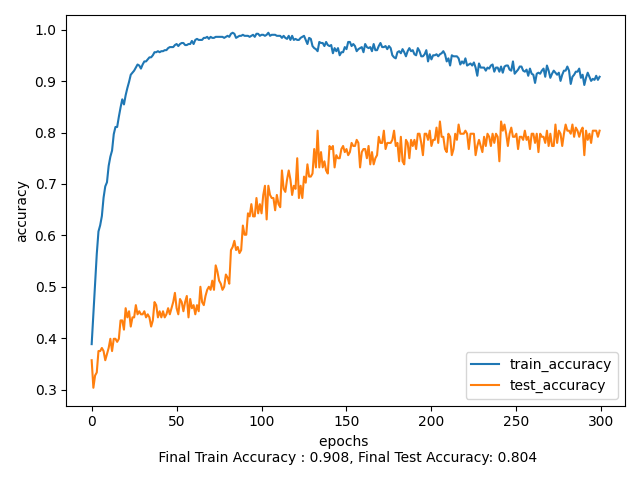 1.0
0.9
0.8
0.7
0.6
0.5
0.4
0.3
accuracy
train_accuracy
test_accuracy
0 50 100 150 200 250 300
epochs
Final Train Accuracy : 0.908, Final Test Accuracy: 0.804